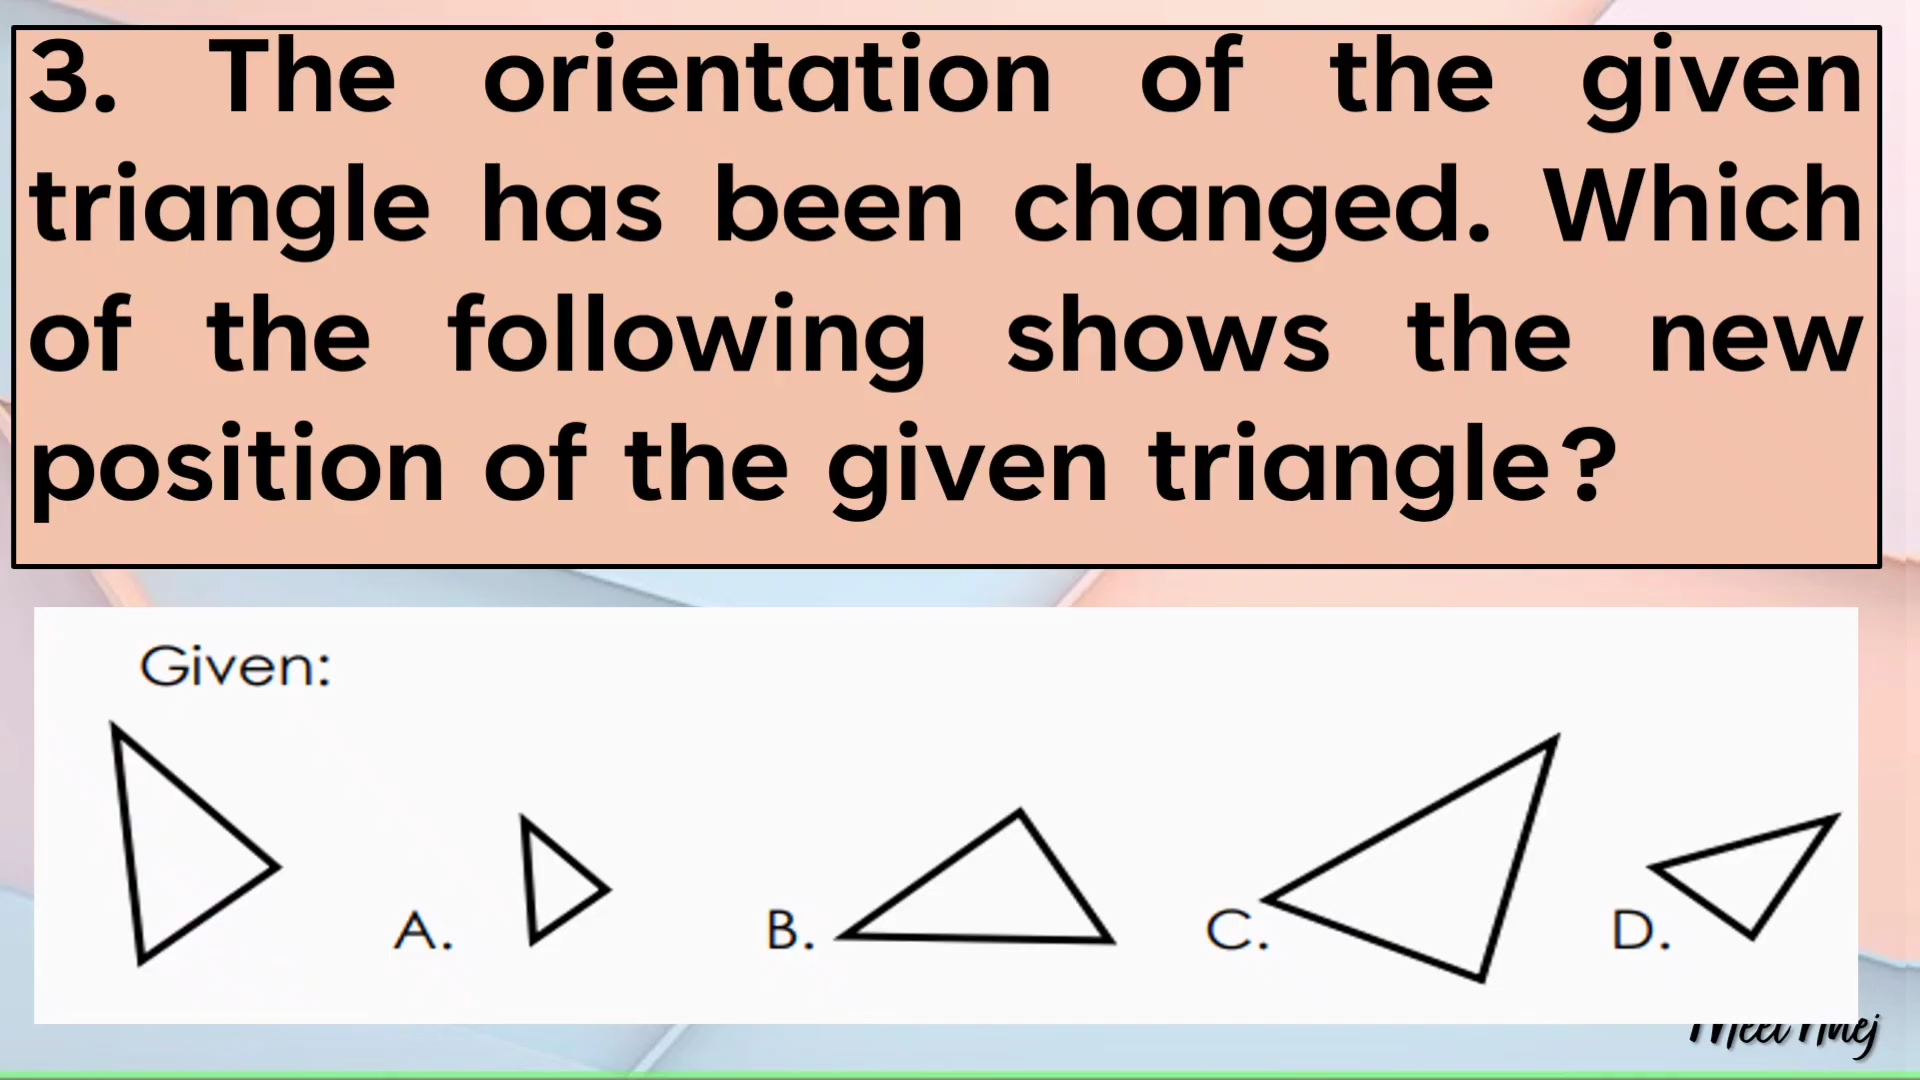 3. The orientation of the given
triangle has been changed. Which
of the following shows the new
position of the given triangle?
Given:
A.
B.
C.
D.